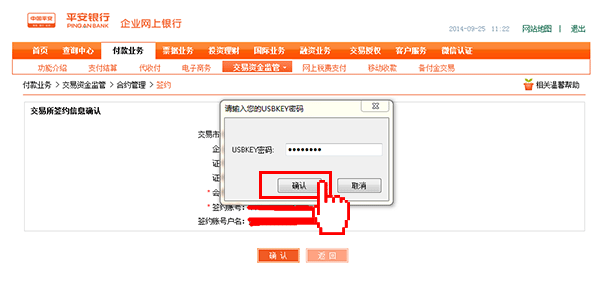 中国平安 平安银行 PINGAN BANK 企业网上银行
2014-09-25 11:22 网站地图 | 退出
首页 查询中心 付款业务 票据业务 投资理财 国际业务 融资业务 交易授权 客户服务 微信认证
功能介绍 支付结算 代收付 电子商务 交易资金监管 网上税费支付 移动收款 备付金交易
付款业务 > 交易资金监管 > 合约管理 > 签约 相关温馨帮助
交易所签约信息确认
请输入您的USBKEY密码
交易市
企
USBKEY密码: ●●●●●●●●
证
证
确认 取消
* 会
* 签约账号:
签约账号户名:
确 认 返 回